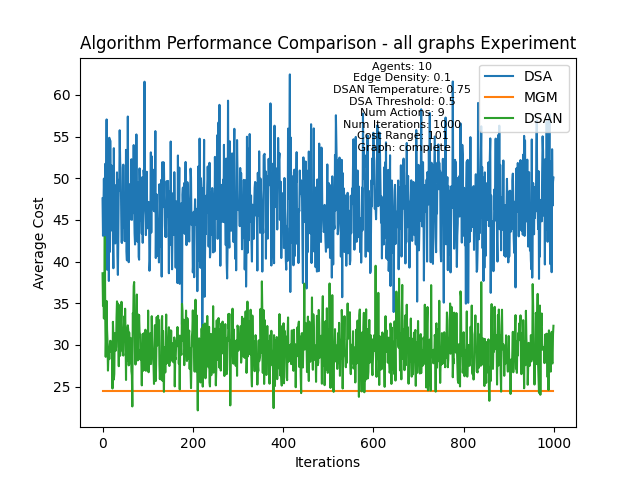 Algorithm Performance Comparison - all graphs Experiment
Agents: 10
Edge Density: 0.1
DSAN Temperature: 0.75
DSA Threshold: 0.5
Num Actions: 9
Num Iterations: 1000
Cost Range: 101
Graph: complete
DSA
MGM
DSAN
Average Cost
60
55
50
45
40
35
30
25
0
200
400
600
800
1000
Iterations